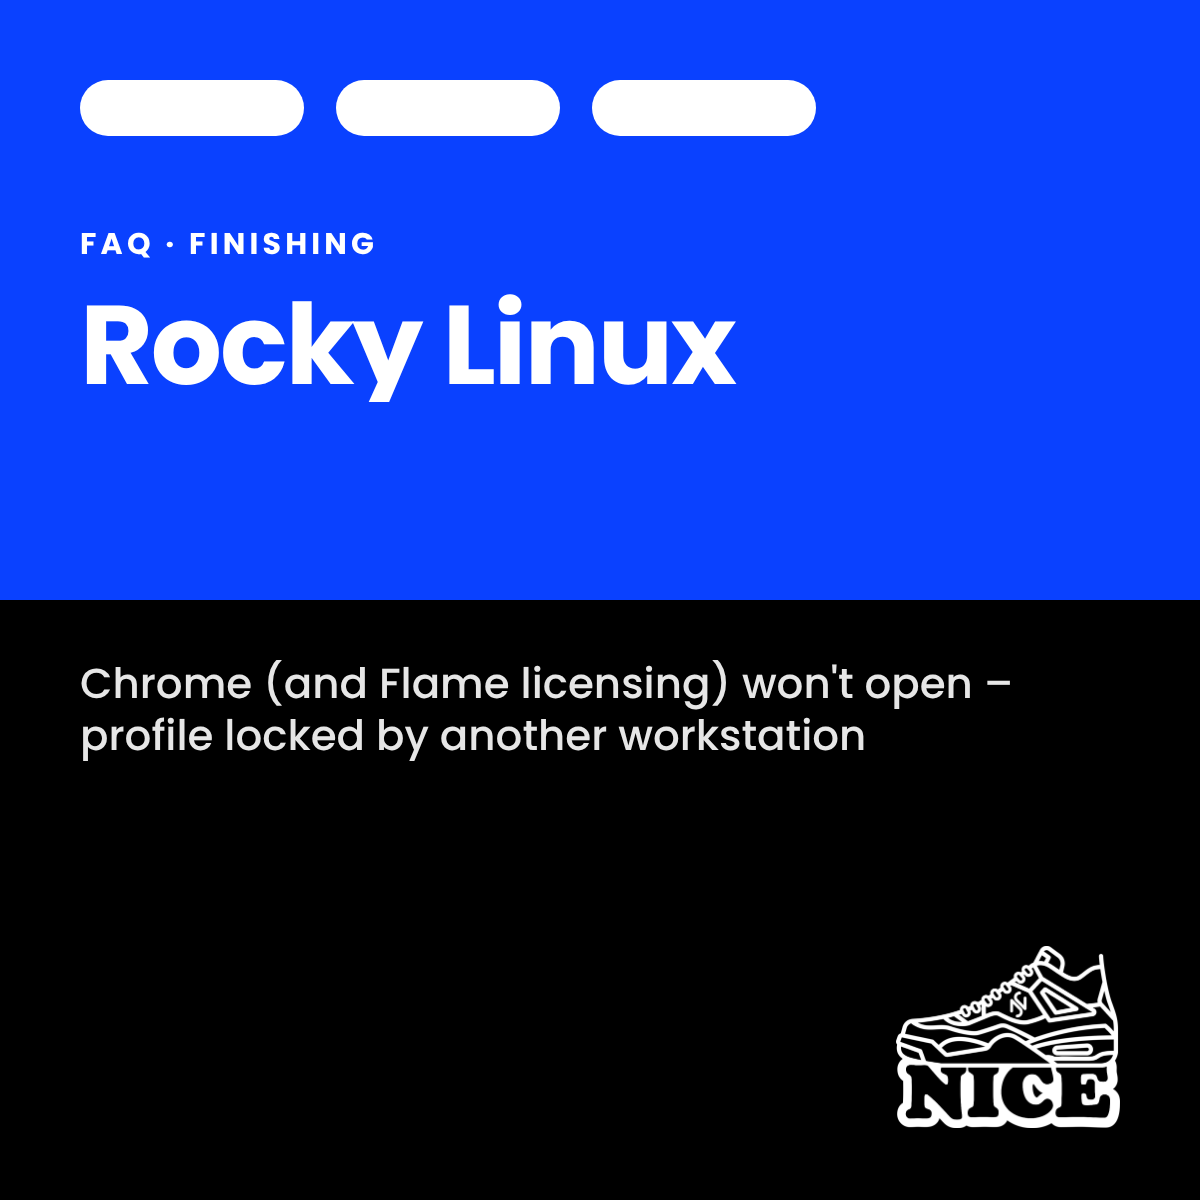 FAQ · FINISHING
Rocky Linux
Chrome (and Flame licensing) won't open –
profile locked by another workstation
NICE